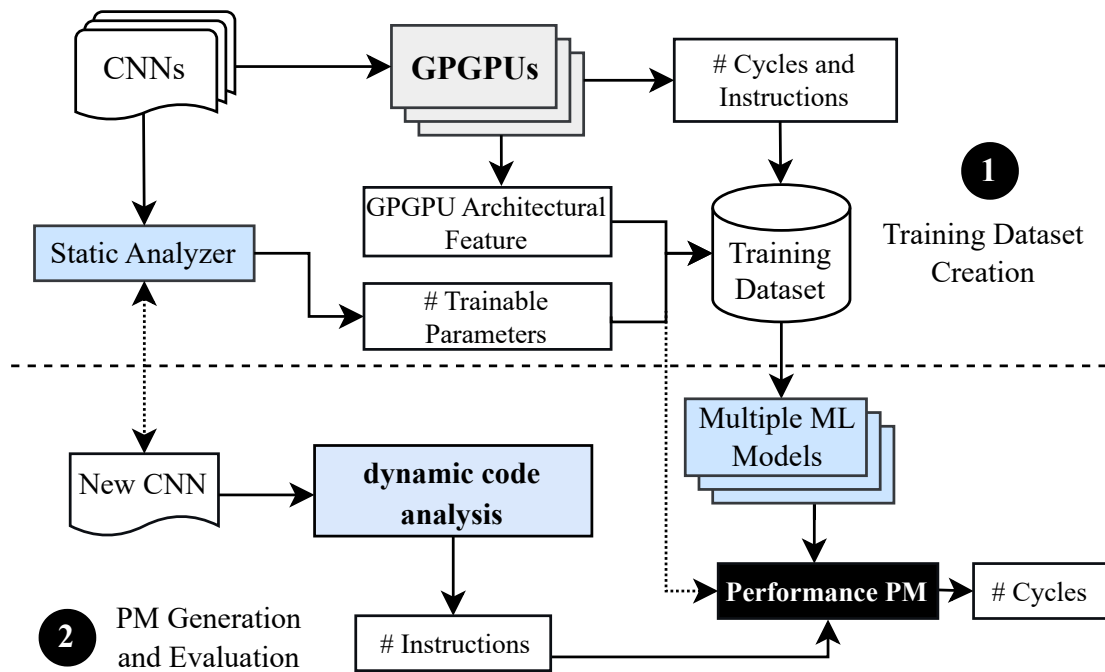 CNNs
GPGPUs
# Cycles and
Instructions
1
GPGPU Architectural
Feature
Training Dataset
Creation
Static Analyzer
Training
Dataset
# Trainable
Parameters
Multiple ML
Models
New CNN
dynamic code
analysis
Performance PM
# Cycles
2
PM Generation
and Evaluation
# Instructions